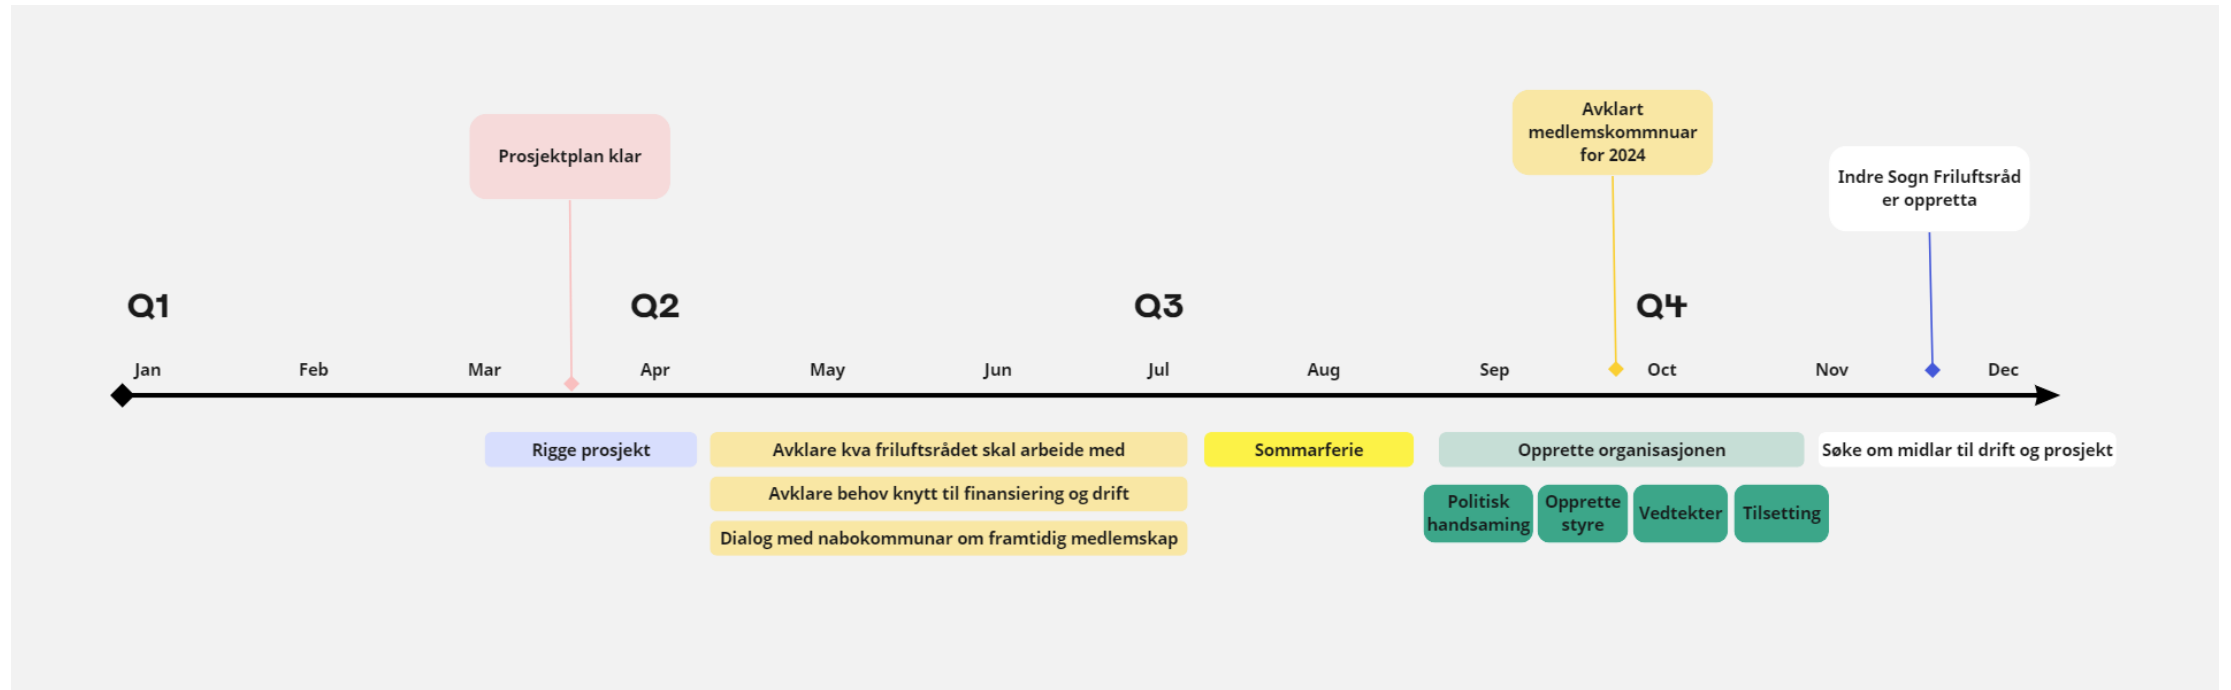 Avklart
medlemskommnuar
for 2024
Prosjektplan klar
Indre Sogn Friluftsråd
er oppretta
Q1
Q2
Q3
Q4
Jan
Feb
Mar
Apr
May
Jun
Jul
Aug
Sep
Oct
Nov
Dec
Rigge prosjekt
Avklare kva friluftsrådet skal arbeide med
Sommarferie
Opprette organisasjonen
Søke om midlar til drift og prosjekt
Avklare behov knytt til finansiering og drift
Dialog med nabokommunar om framtidig medlemskap
Politisk
handsaming
Opprette
styre
Vedtekter
Tilsetting